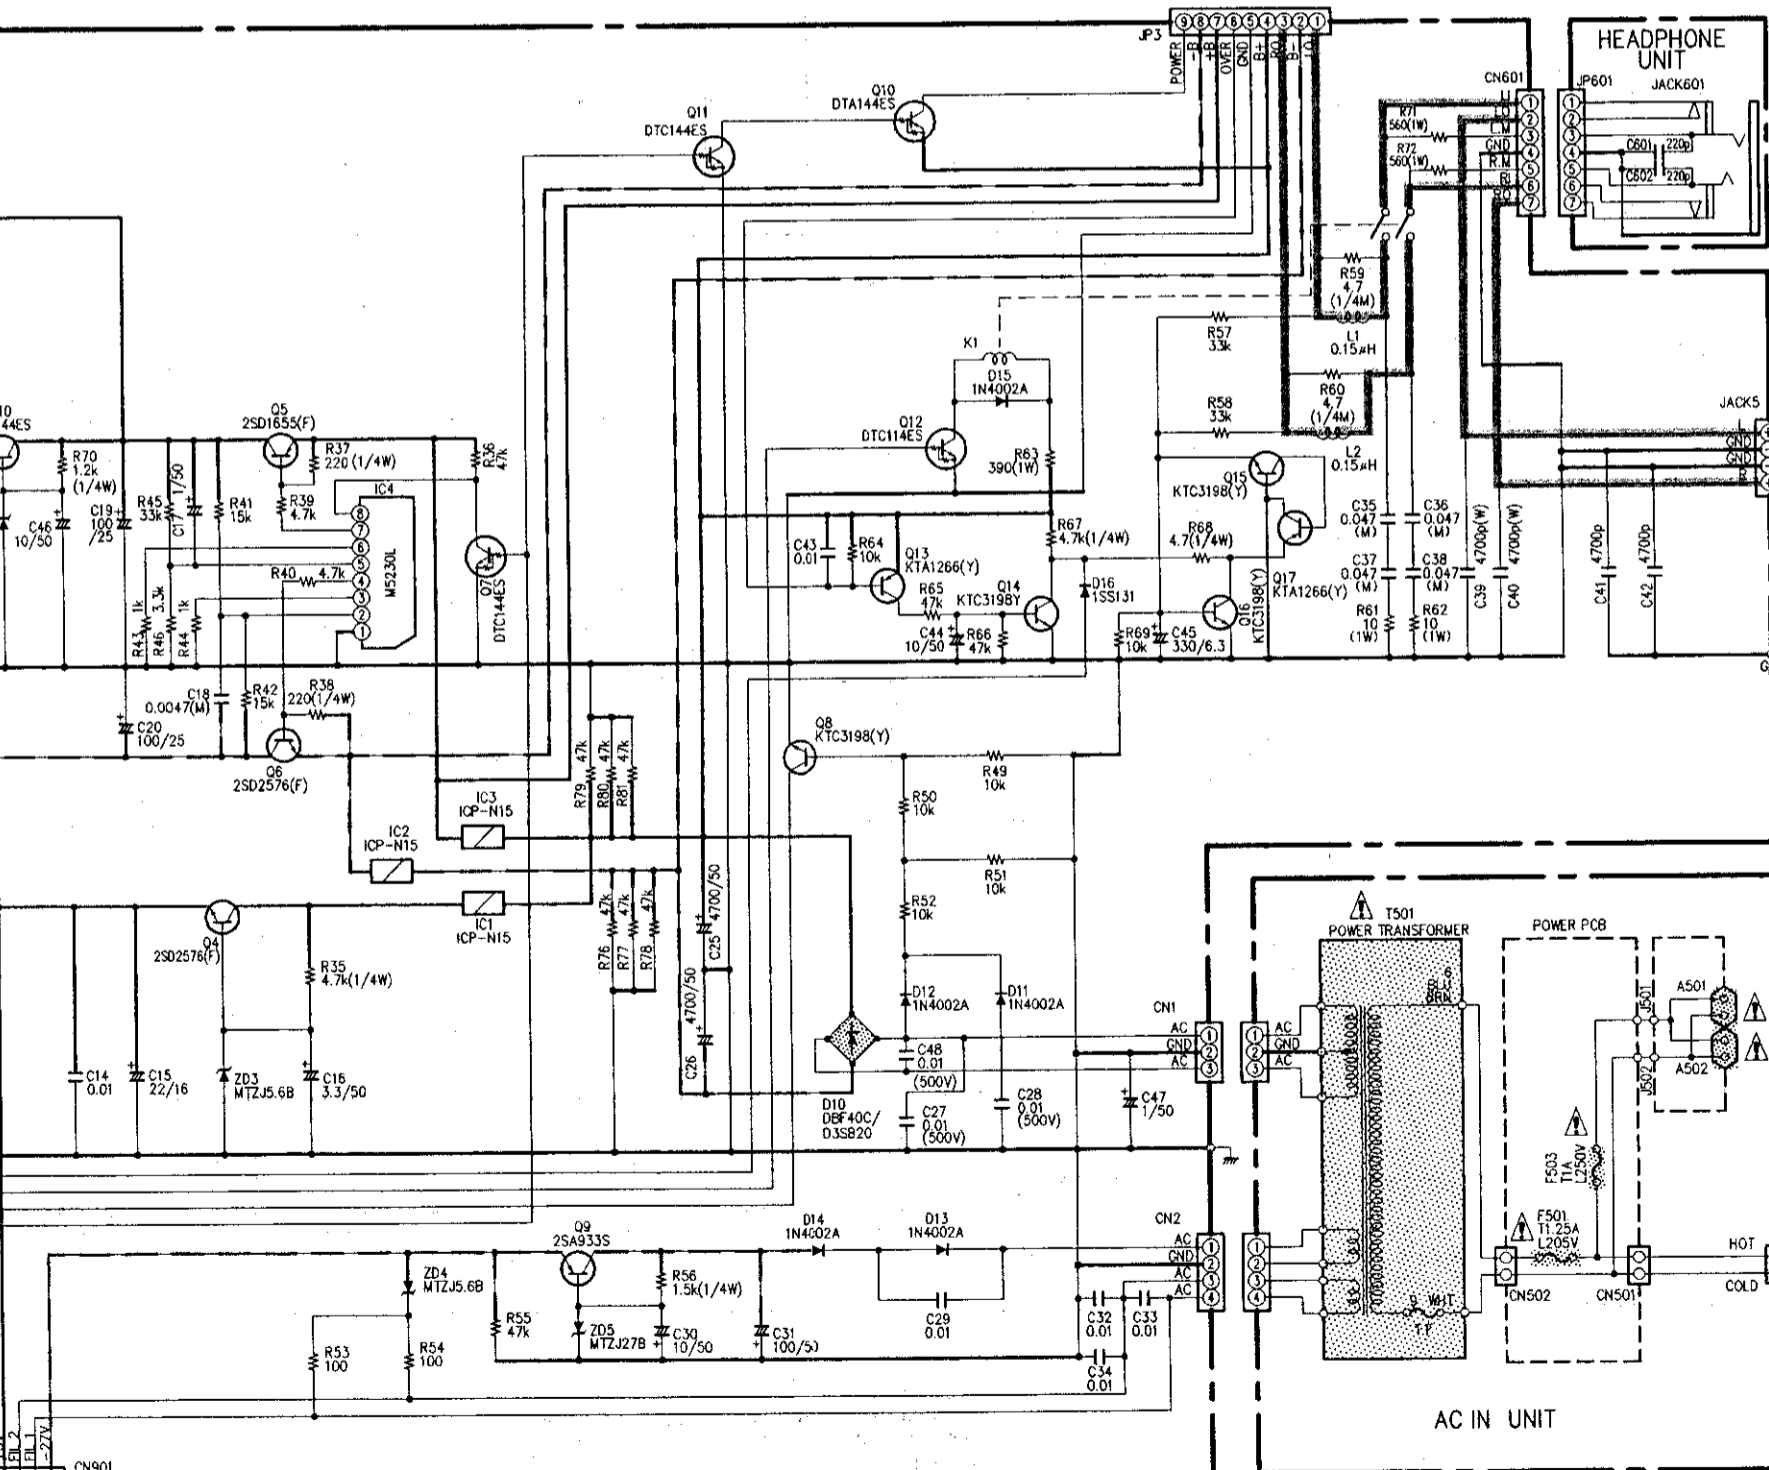 HEADPHONE
UNIT
JP3
⑨⑧⑦⑥⑤④③②①
POWER
-B
+B
OVER
GND
B+
RO
B-
LO
CN601
JP601
JACK601
Q10
DTA144ES
Q11
DTC144ES
R71
560(1W)
R72
560(1W)
L.M
GND
R.M
C601
220p
C602
220p
R59
4.7
(1/4M)
L1
0.15μH
R57
33k
K1
D15
1N4002A
R60
4.7
(1/4M)
R58
33k
L2
0.15μH
JACK5
L
GND
GND
R
44ES
R70
1.2k
(1/4W)
C46
10/50
C19
100
/25
R45
33k
C17
1/50
R41
15k
Q5
2SD1655(F)
R37
220(1/4W)
R39
4.7k
IC4
M5230L
R36
47k
R40
4.7k
Q7
DTC144ES
R43
1k
R46
3.3k
R44
1k
Q12
DTC114ES
R63
390(1W)
Q15
KTC3198(Y)
C43
0.01
R64
10k
Q13
KTA1266(Y)
R65
47k
Q14
KTC3198Y
R67
4.7k(1/4W)
R68
4.7(1/4W)
D16
1SS131
Q17
KTA1266(Y)
Q16
KTC3198(Y)
C44
10/50
R66
47k
R69
10k
C45
330/6.3
C35
0.047
(M)
C36
0.047
(M)
C37
0.047
(M)
C38
0.047
(M)
R61
10
(1W)
R62
10
(1W)
C39
4700p(W)
C40
4700p(W)
C41
4700p
C42
4700p
C18
0.0047(M)
R42
15k
R38
220(1/4W)
C20
100/25
Q6
2SD2576(F)
Q8
KTC3198(Y)
R49
10k
R50
10k
R51
10k
R52
10k
R79
47k
R80
47k
R81
47k
IC3
ICP-N15
IC2
ICP-N15
IC1
ICP-N15
R76
47k
R77
47k
R78
47k
C25
4700/50
C26
4700/50
Q4
2SD2576(F)
R35
4.7k(1/4W)
C14
0.01
C15
22/16
ZD3
MTZJ5.6B
C16
3.3/50
D12
1N4002A
D11
1N4002A
D10
DBF40C/
D3SB20
C48
0.01
(500V)
C27
0.01
(500V)
C28
0.01
(500V)
C47
1/50
CN1
AC
GND
AC
AC
GND
AC
T501
POWER TRANSFORMER
6
BLU
BRN
POWER PCB
A501
A502
J501
J502
F503
T1A
L250V
F501
T1.25A
L205V
CN502
CN501
HOT
COLD
9
WHT
T.F
CN2
AC
GND
AC
AC
Q9
2SA933S
D14
1N4002A
D13
1N4002A
ZD4
MTZJ5.6B
R56
1.5k(1/4W)
R55
47k
ZD5
MTZJ27B
C30
10/50
C31
100/50
C29
0.01
C32
0.01
C33
0.01
C34
0.01
R53
100
R54
100
FIL2
FIL1
-27V
CN901
AC IN UNIT